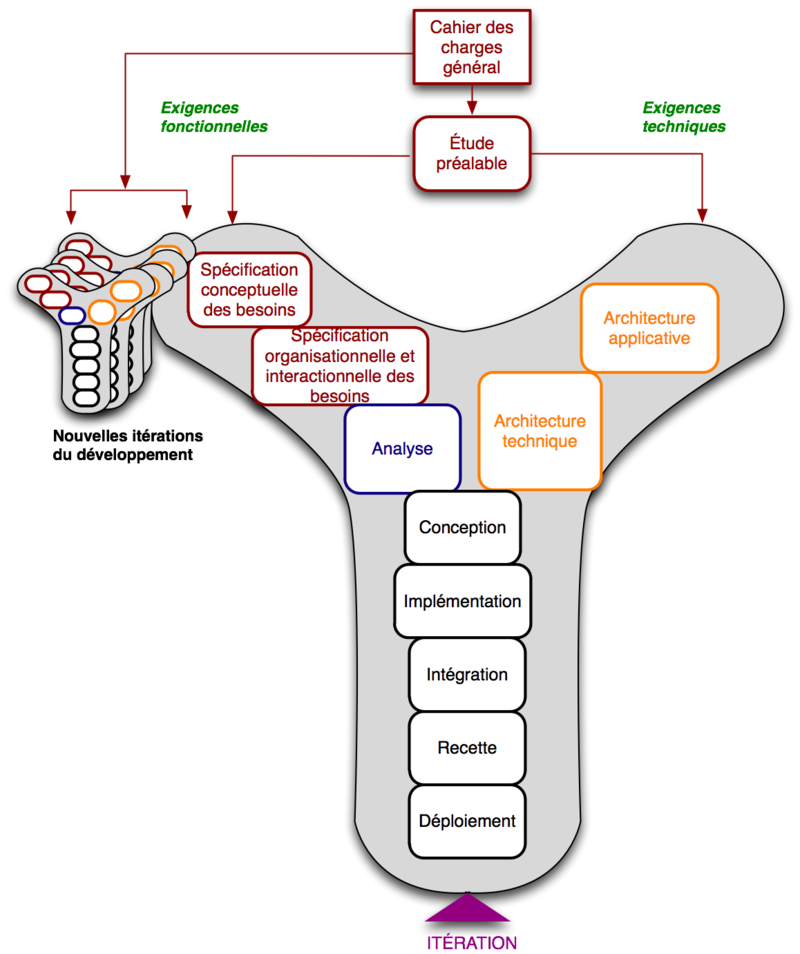 Cahier des
charges
général
Exigences
fonctionnelles
Exigences
techniques
Étude
préalable
Spécification
conceptuelle
des besoins
Spécification
organisationnelle et
interactionnelle des
besoins
Architecture
applicative
Architecture
technique
Analyse
Nouvelles itérations
du développement
Conception
Implémentation
Intégration
Recette
Déploiement
ITÉRATION